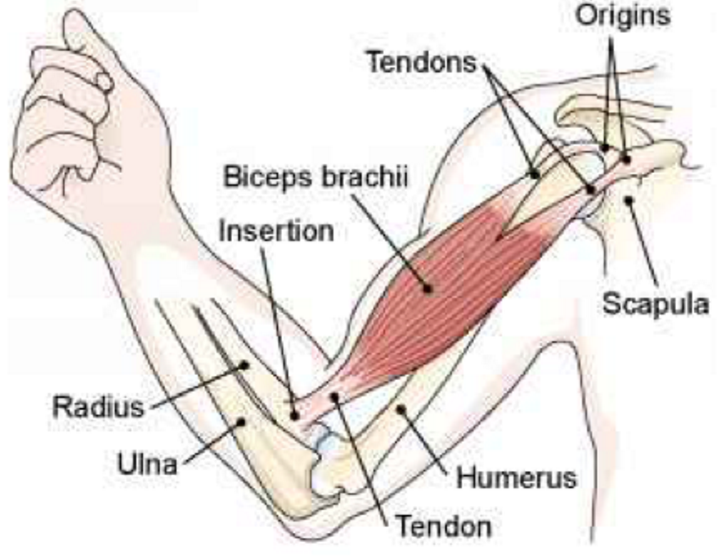 Origins
Tendons
Biceps brachii
Insertion
Scapula
Radius
Ulna
Humerus
Tendon